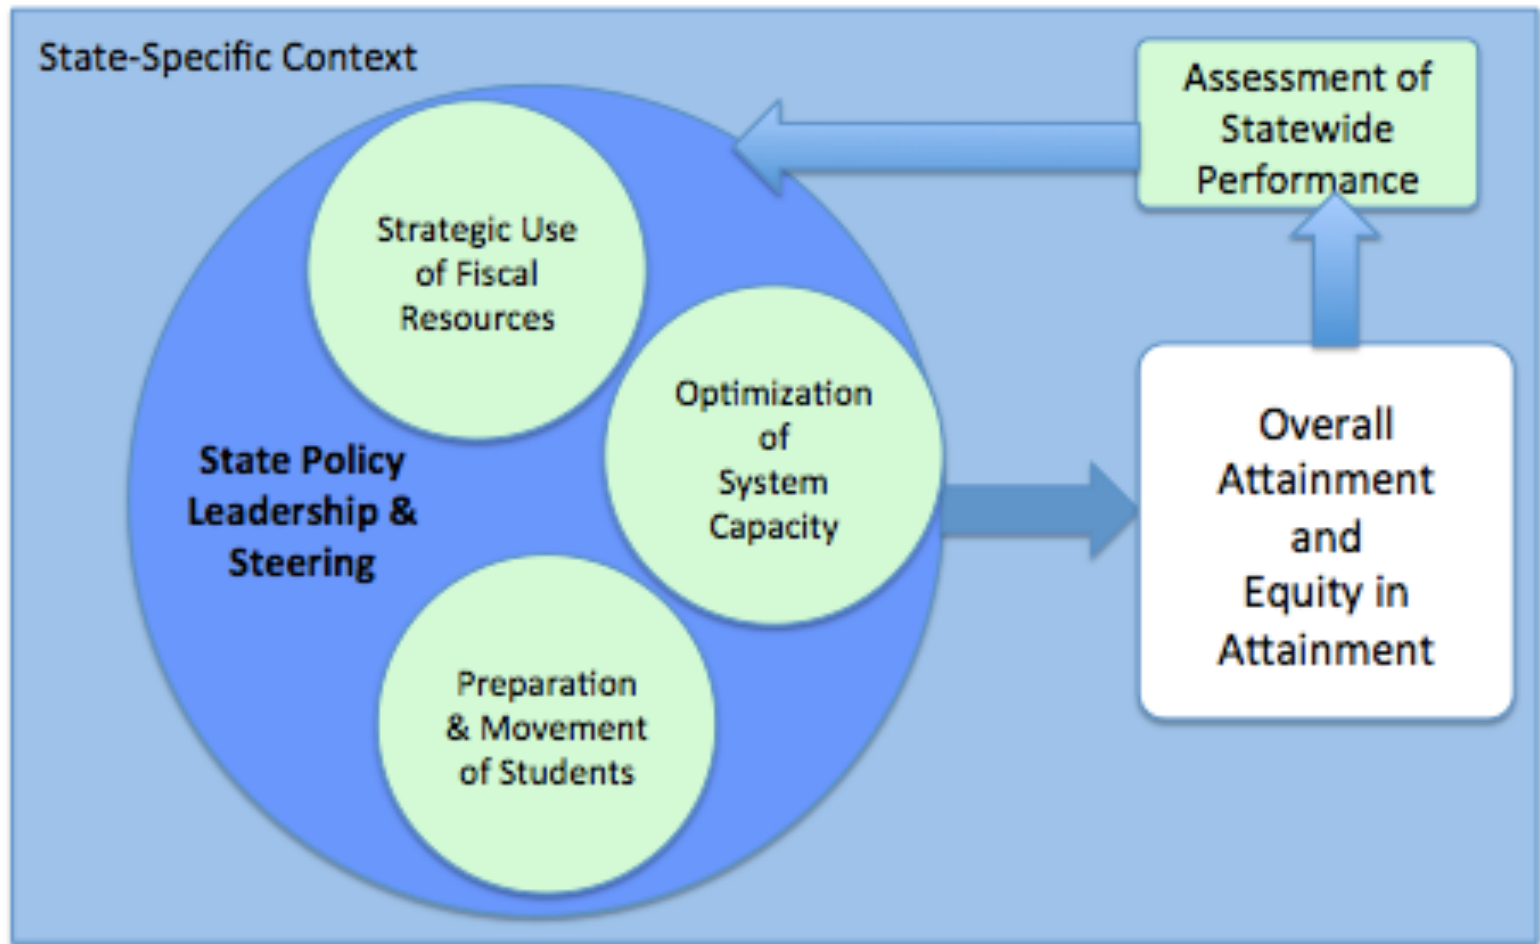 State-Specific Context
Assessment of
Statewide
Performance
Strategic Use
of Fiscal
Resources
Optimization
of
System
Capacity
State Policy
Leadership &
Steering
Overall
Attainment
and
Equity in
Attainment
Preparation
& Movement
of Students